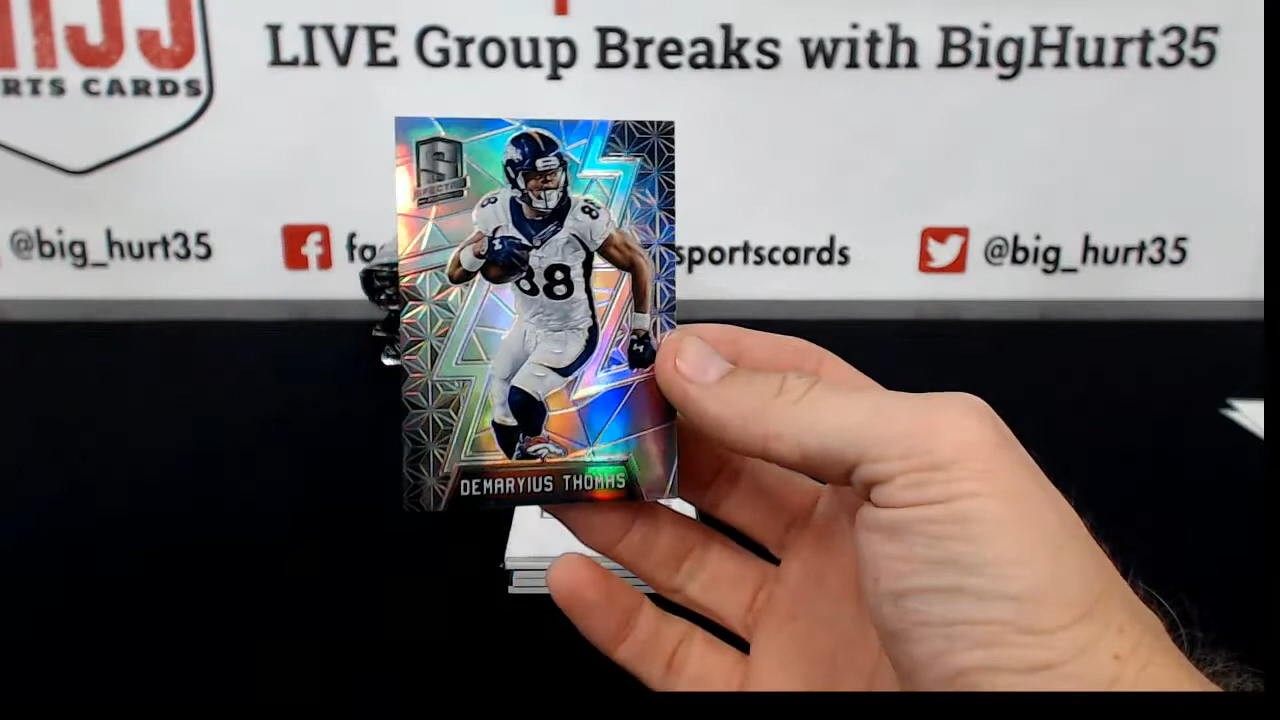 LIVE Group Breaks with BigHurt35
RTS CARDS
@big_hurt35
sportscards
@big_hurt35
S
SPECTRA
88
88
DEMARYIUS THOMAS